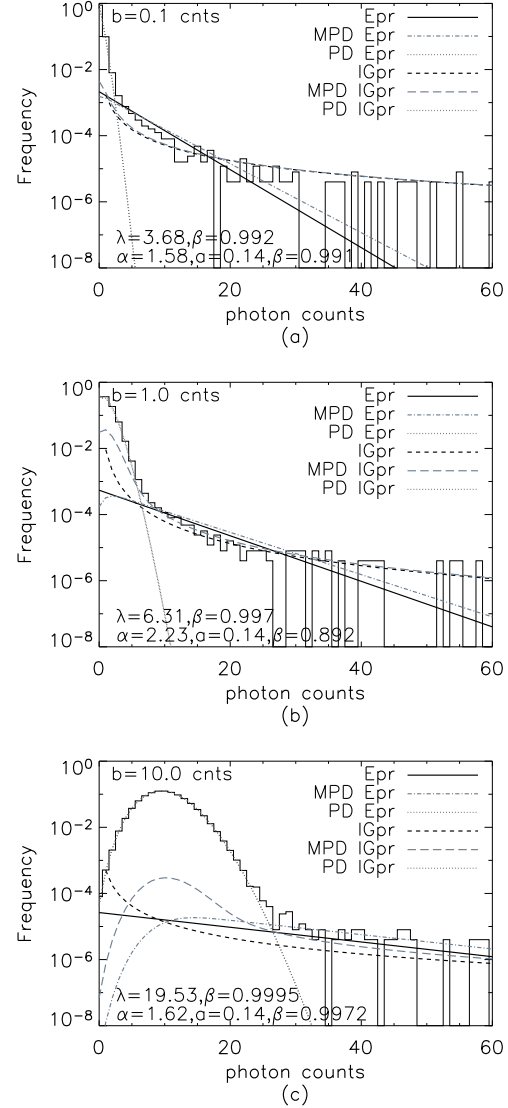 10⁰
b=0.1 cnts
Epr
MPD Epr
PD Epr
IGpr
MPD IGpr
PD IGpr
10⁻²
10⁻⁴
10⁻⁶
10⁻⁸
Frequency
λ=3.68,β=0.992
α=1.58,a=0.14,β=0.991
0 20 40 60
photon counts
(a)
10⁰
b=1.0 cnts
Epr
MPD Epr
PD Epr
IGpr
MPD IGpr
PD IGpr
10⁻²
10⁻⁴
10⁻⁶
10⁻⁸
Frequency
λ=6.31,β=0.997
α=2.23,a=0.14,β=0.892
0 20 40 60
photon counts
(b)
10⁰
b=10.0 cnts
Epr
MPD Epr
PD Epr
IGpr
MPD IGpr
PD IGpr
10⁻²
10⁻⁴
10⁻⁶
10⁻⁸
Frequency
λ=19.53,β=0.9995
α=1.62,a=0.14,β=0.9972
0 20 40 60
photon counts
(c)